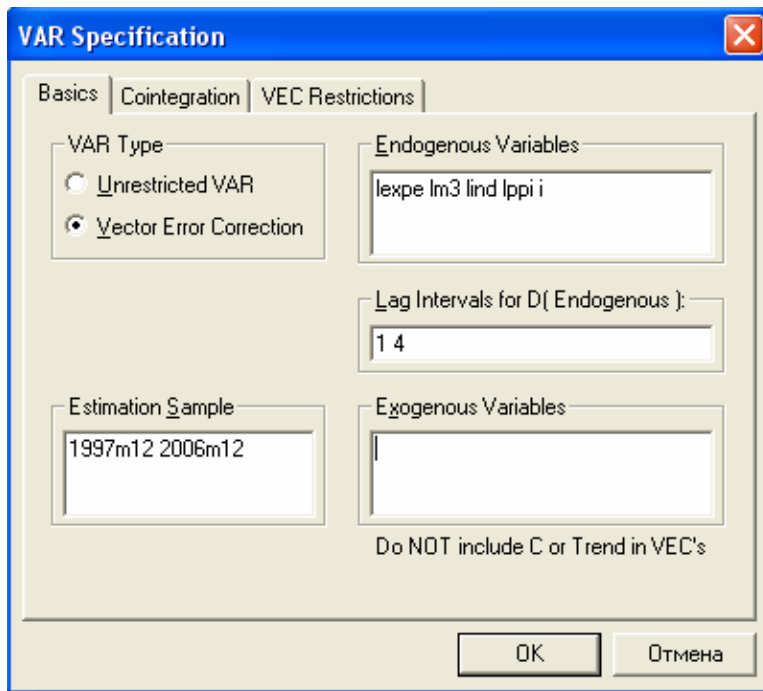 VAR Specification
Basics
Cointegration
VEC Restrictions
VAR Type
Unrestricted VAR
Vector Error Correction
Endogenous Variables
lexpe lm3 lind lppi i
Lag Intervals for D( Endogenous ):
1 4
Estimation Sample
1997m12 2006m12
Exogenous Variables
Do NOT include C or Trend in VEC's
OK
Отмена